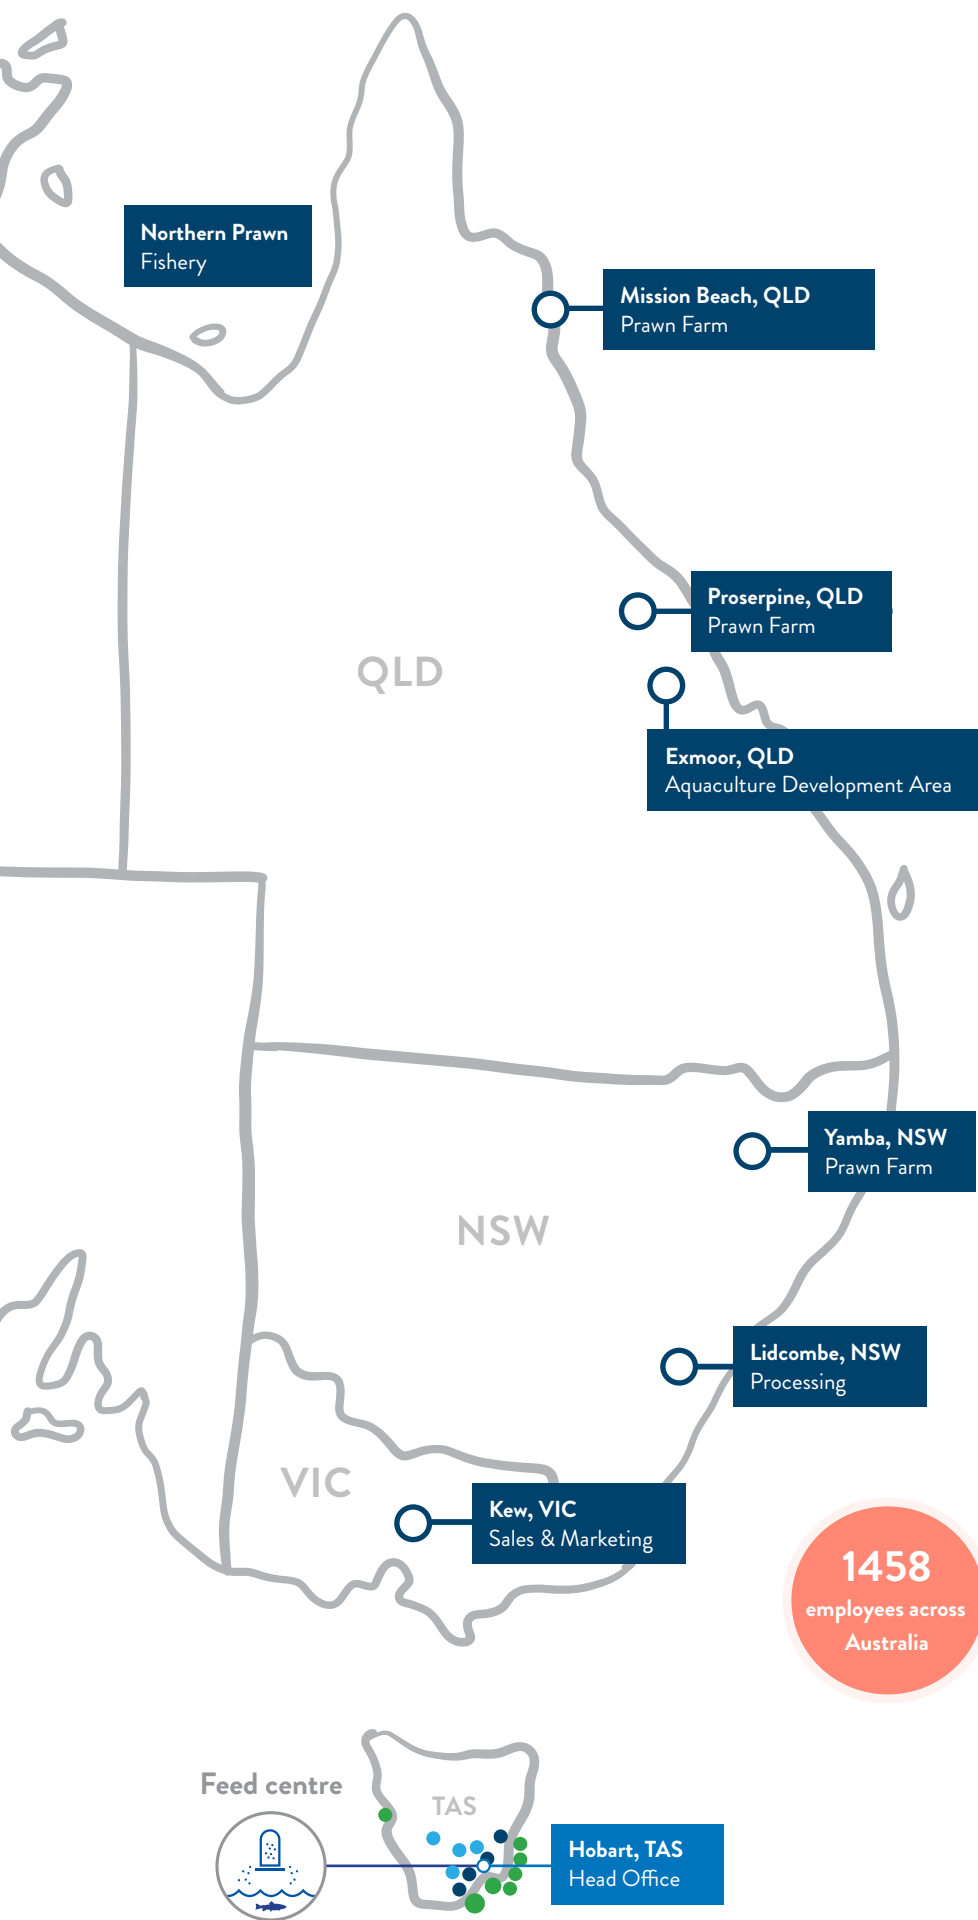 Northern Prawn
Fishery
Mission Beach, QLD
Prawn Farm
Proserpine, QLD
Prawn Farm
QLD
Exmoor, QLD
Aquaculture Development Area
Yamba, NSW
Prawn Farm
NSW
Lidcombe, NSW
Processing
VIC
Kew, VIC
Sales & Marketing
1458
employees across
Australia
Feed centre
TAS
Hobart, TAS
Head Office